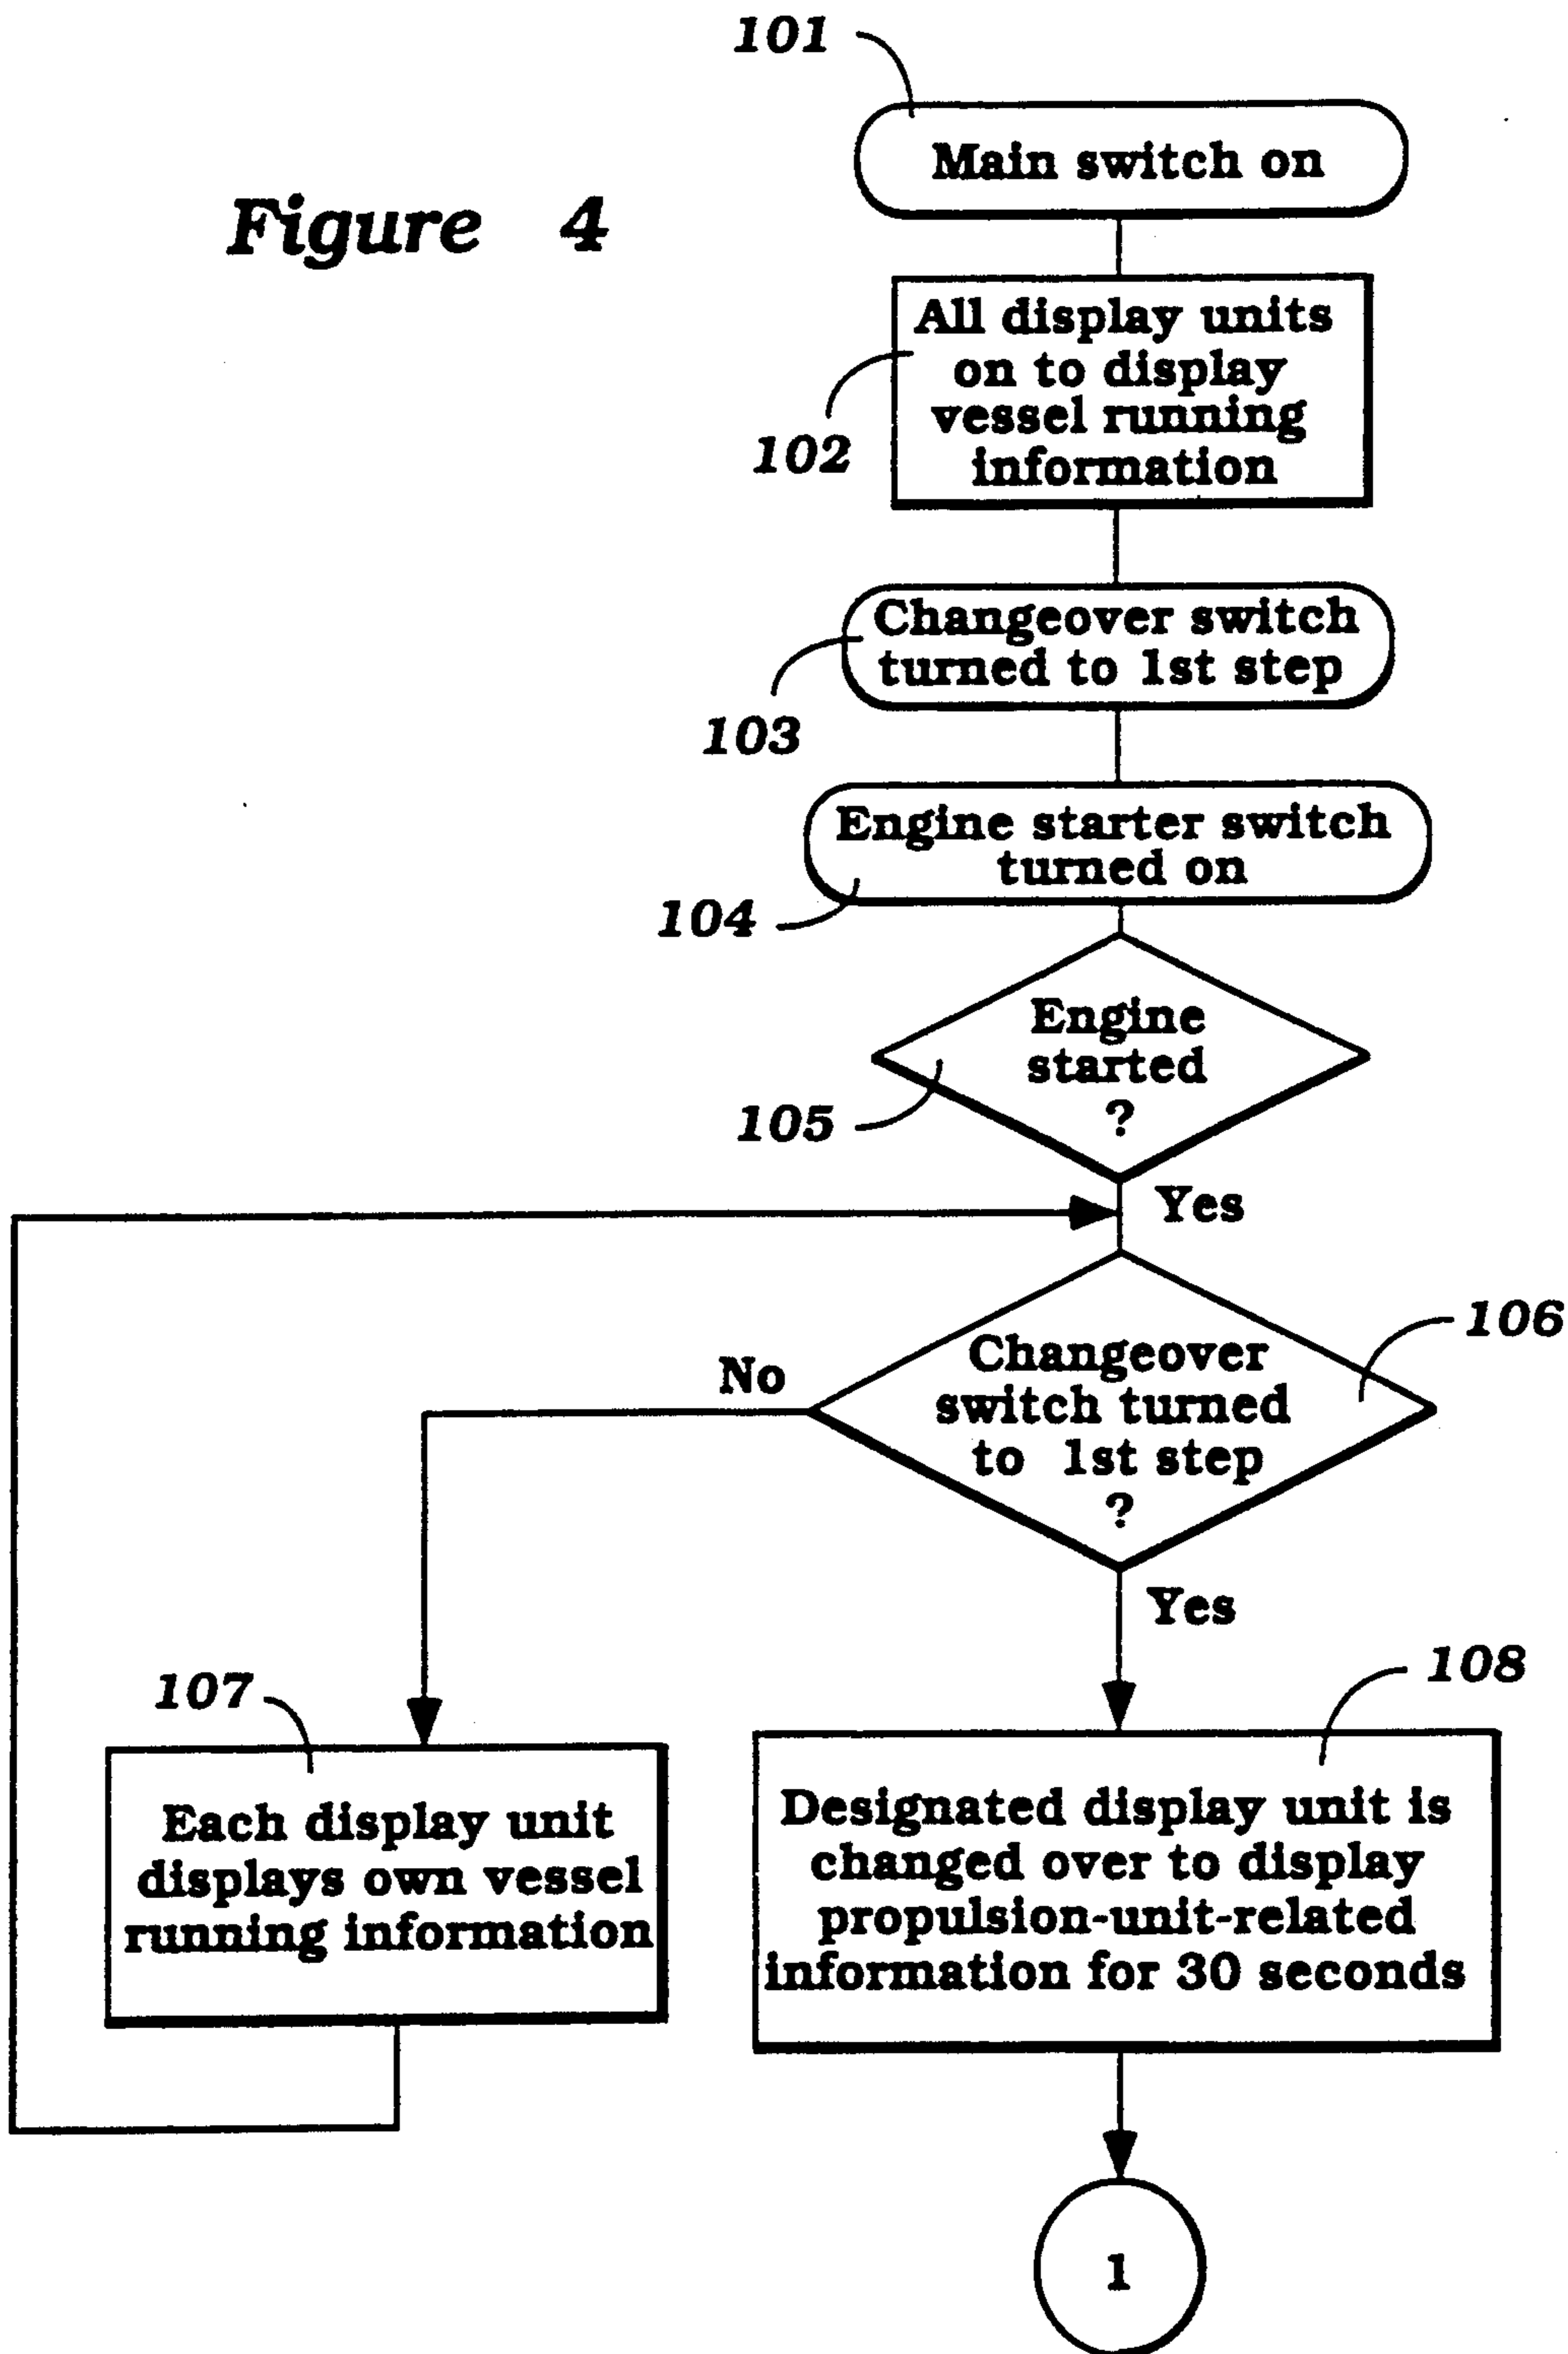 101
Main switch on
Figure 4
All display units
on to display
vessel running
information
102
Changeover switch
turned to 1st step
103
Engine starter switch
turned on
104
Engine
started
?
105
Yes
106
Changeover
switch turned
to 1st step
?
No
Yes
107
108
Each display unit
displays own vessel
running information
Designated display unit is
changed over to display
propulsion-unit-related
information for 30 seconds
1